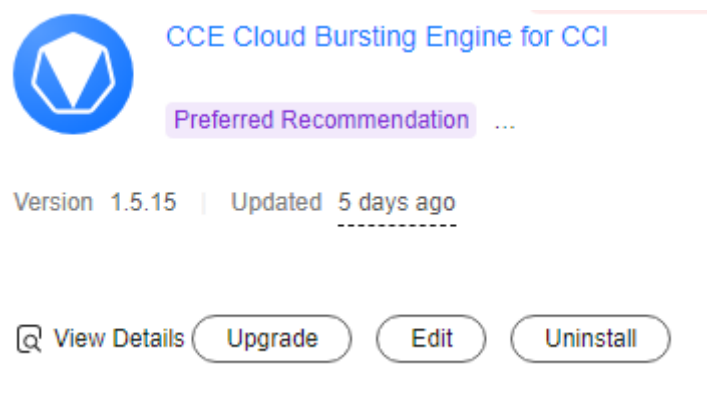 CCE Cloud Bursting Engine for CCI
Preferred Recommendation ...
Version 1.5.15 Updated 5 days ago
View Details Upgrade Edit Uninstall